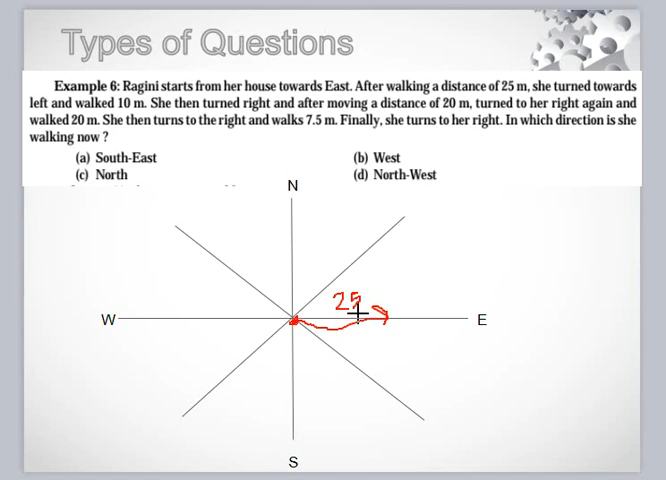 Types of Questions
Example 6: Ragini starts from her house towards East. After walking a distance of 25 m, she turned towards
left and walked 10 m. She then turned right and after moving a distance of 20 m, turned to her right again and
walked 20 m. She then turns to the right and walks 7.5 m. Finally, she turns to her right. In which direction is she
walking now ?
(a) South-East (b) West
(c) North (d) North-West
N
25
W E
S